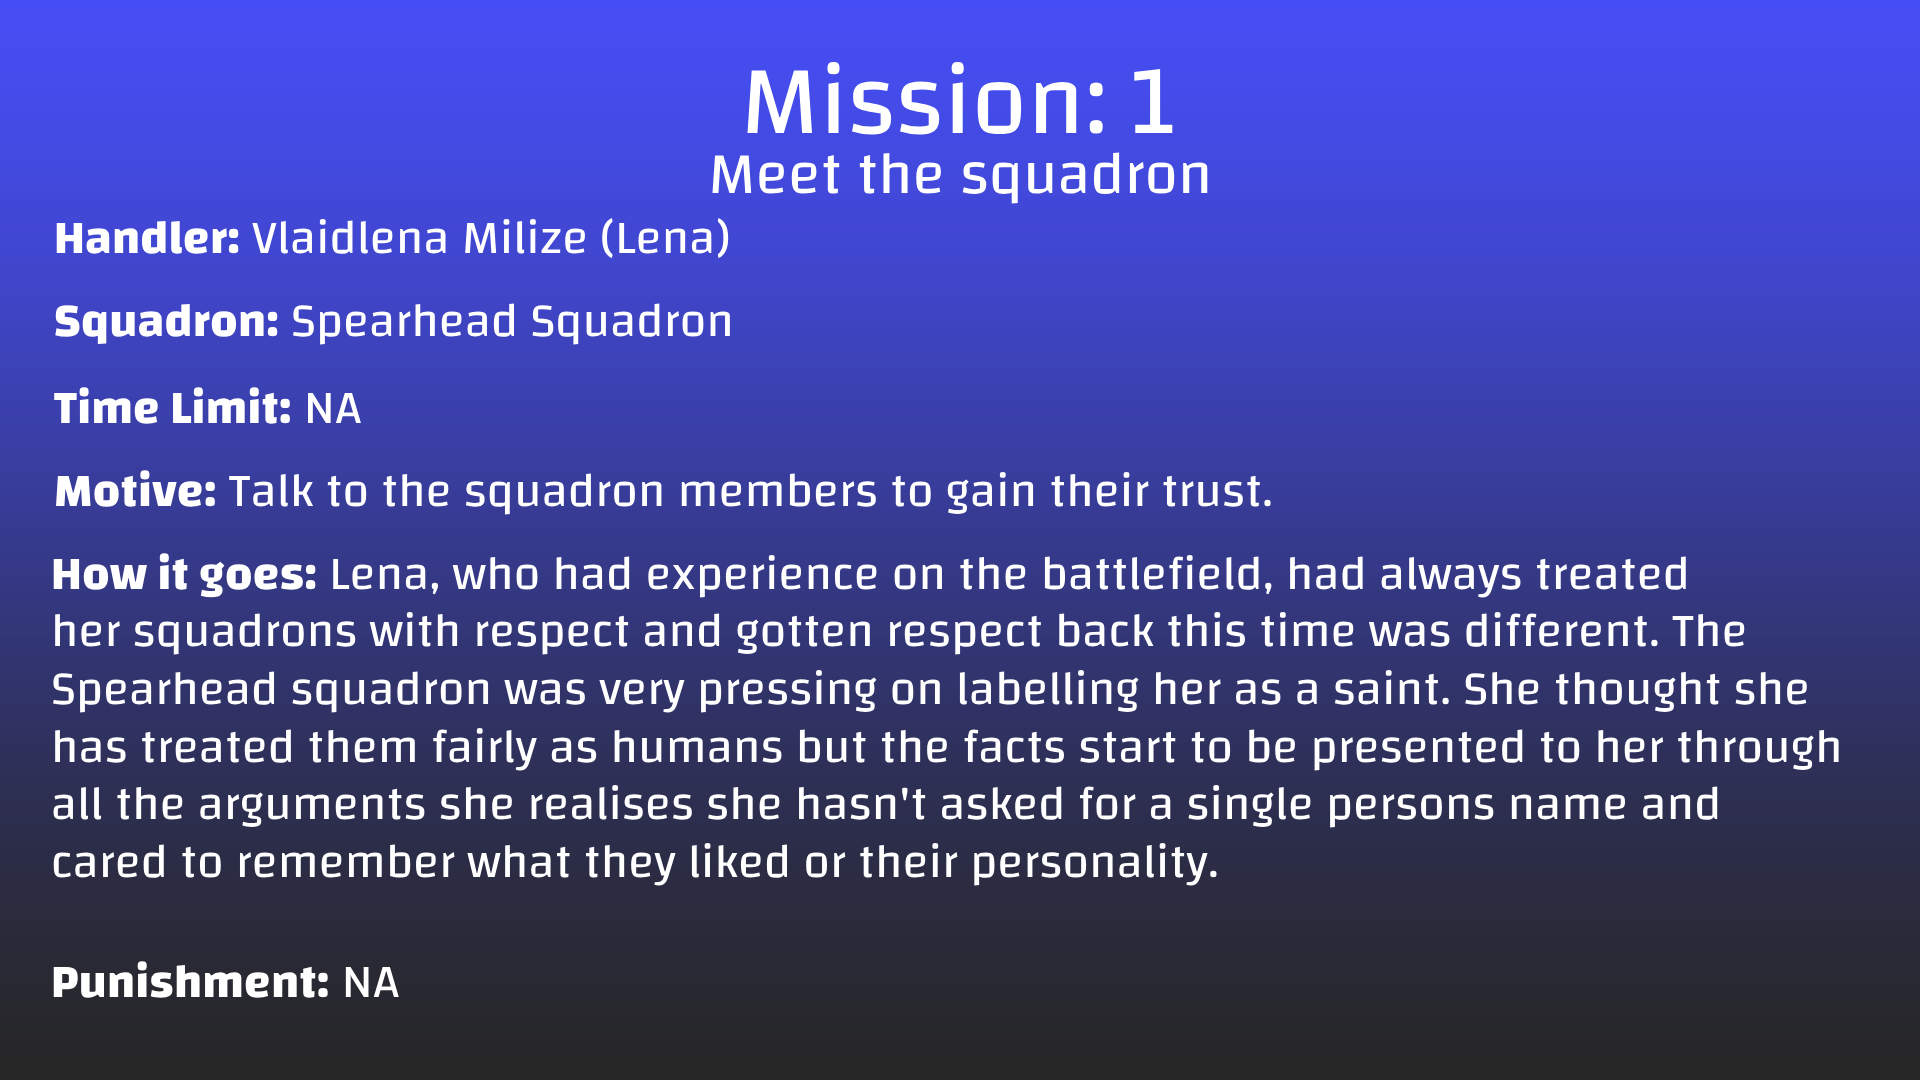 Mission: 1
Meet the squadron
Handler: Vlaidlena Milize (Lena)
Squadron: Spearhead Squadron
Time Limit: NA
Motive: Talk to the squadron members to gain their trust.
How it goes: Lena, who had experience on the battlefield, had always treated
her squadrons with respect and gotten respect back this time was different. The
Spearhead squadron was very pressing on labelling her as a saint. She thought she
has treated them fairly as humans but the facts start to be presented to her through
all the arguments she realises she hasn't asked for a single persons name and
cared to remember what they liked or their personality.
Punishment: NA